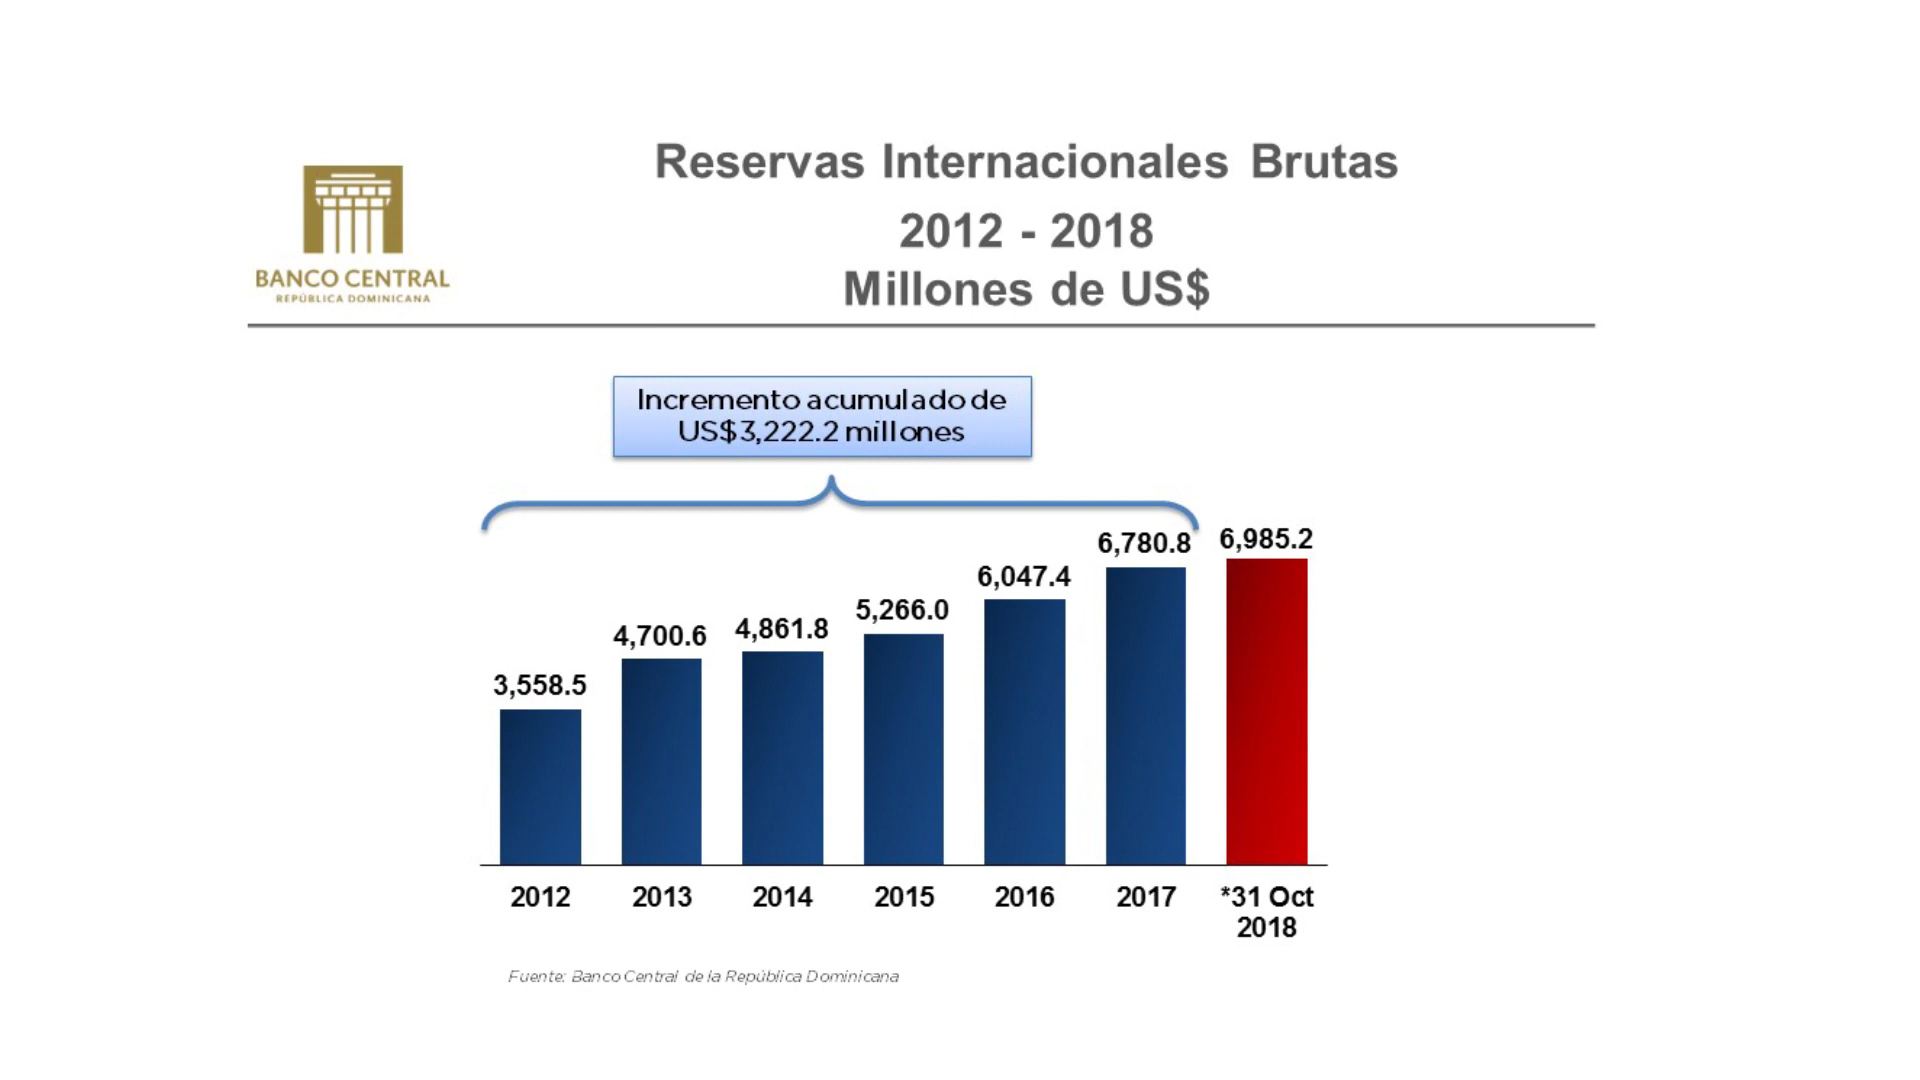 BANCO CENTRAL
REPÚBLICA DOMINICANA
Reservas Internacionales Brutas
2012 - 2018
Millones de US$
Incremento acumulado de
US$3,222.2 millones
3,558.5
4,700.6
4,861.8
5,266.0
6,047.4
6,780.8
6,985.2
2012
2013
2014
2015
2016
2017
*31 Oct
2018
Fuente: Banco Central de la República Dominicana